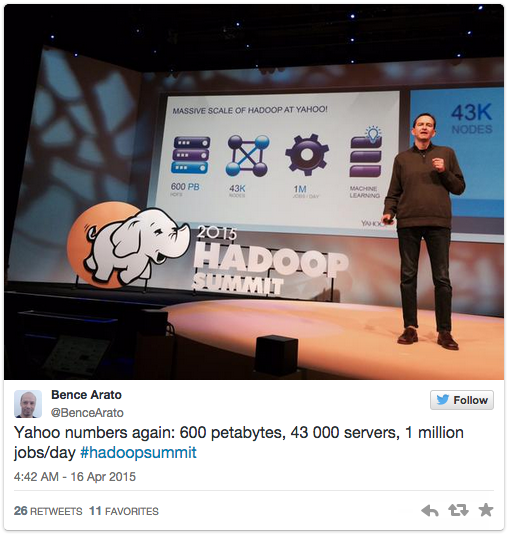 MASSIVE SCALE OF HADOOP AT YAHOO!
43K
NODES
600 PB
HDFS
43K
NODES
1M
JOBS / DAY
MACHINE
LEARNING
2015
HADOOP
SUMMIT
Bence Arato
@BenceArato
Follow
Yahoo numbers again: 600 petabytes, 43 000 servers, 1 million
jobs/day #hadoopsummit
4:42 AM - 16 Apr 2015
26 RETWEETS 11 FAVORITES